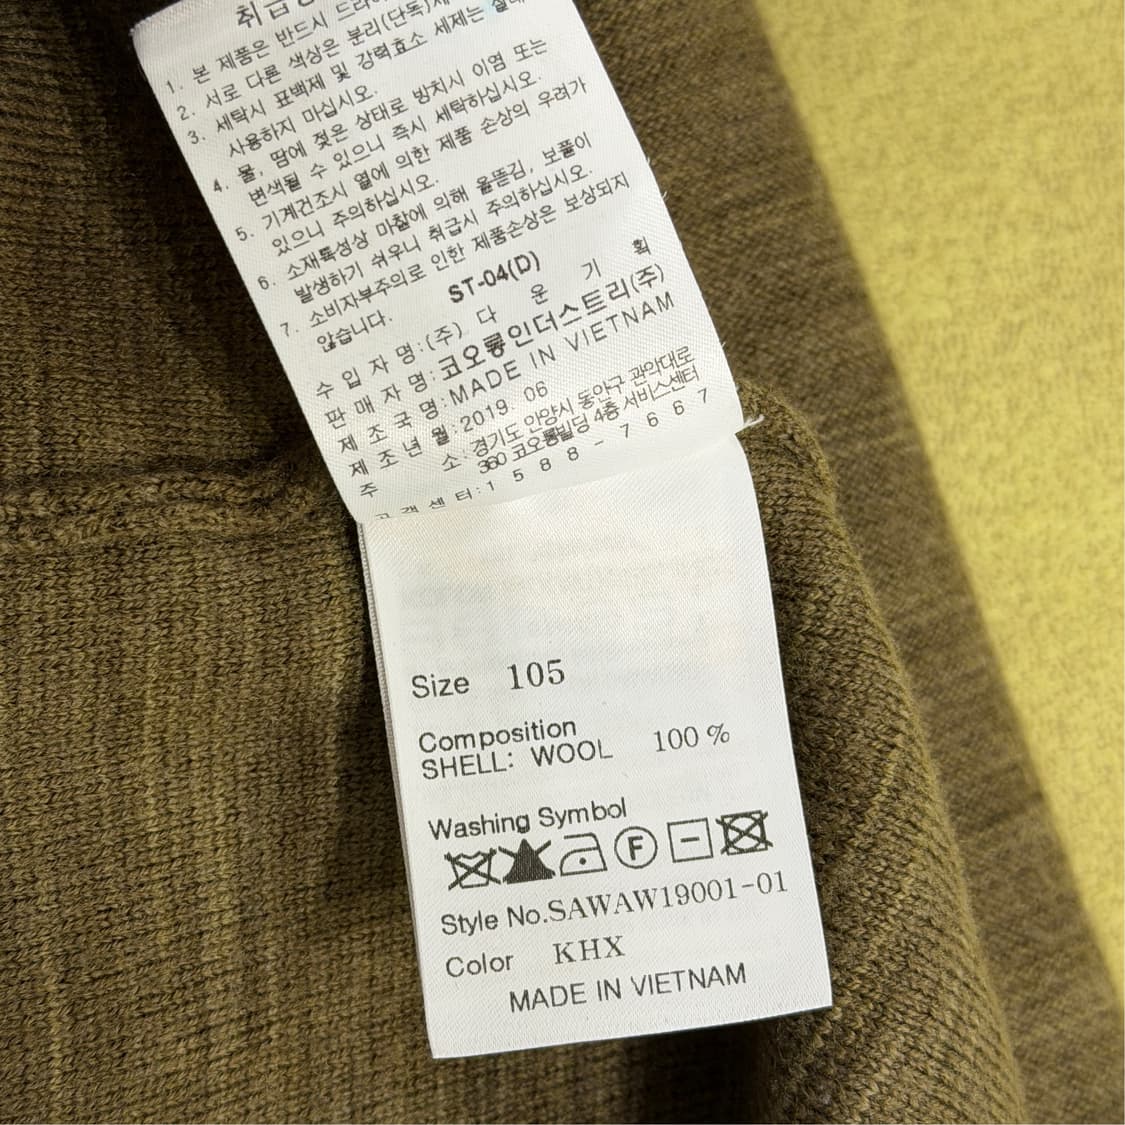 1. 본 제품은 반드시
2. 서로 다른 색상은 분리(단독)
3. 세탁시 표백제 및 강력효소 세제는
사용하지 마십시오.
4. 물, 땀에 젖은 상태로 방치시 이염 또는
변색될 수 있으니 즉시 세탁하십시오.
5. 기계건조시 열에 의한 제품 손상의 우려가
있으니 주의하십시오.
6. 소재특성상 마찰에 의해 올뜯김, 보풀이
발생하기 쉬우니 취급시 주의하십시오.
7. 소비자부주의로 인한 제품손상은 보상되지
않습니다.
ST-04(D)
수 입 자 명:(주) 다 운 기 획
판 매 자 명:코오롱인더스트리(주)
제 조 국 명:MADE IN VIETNAM
제 조 년 월:2019. 06
주 소:경기도 안양시 동안구 관악대로
360 코오롱빌딩 4층 서비스센터
고객센터:1588-7667
Size 105
Composition
SHELL: WOOL 100 %
Washing Symbol
F
Style No.SAWAW19001-01
Color KHX
MADE IN VIETNAM